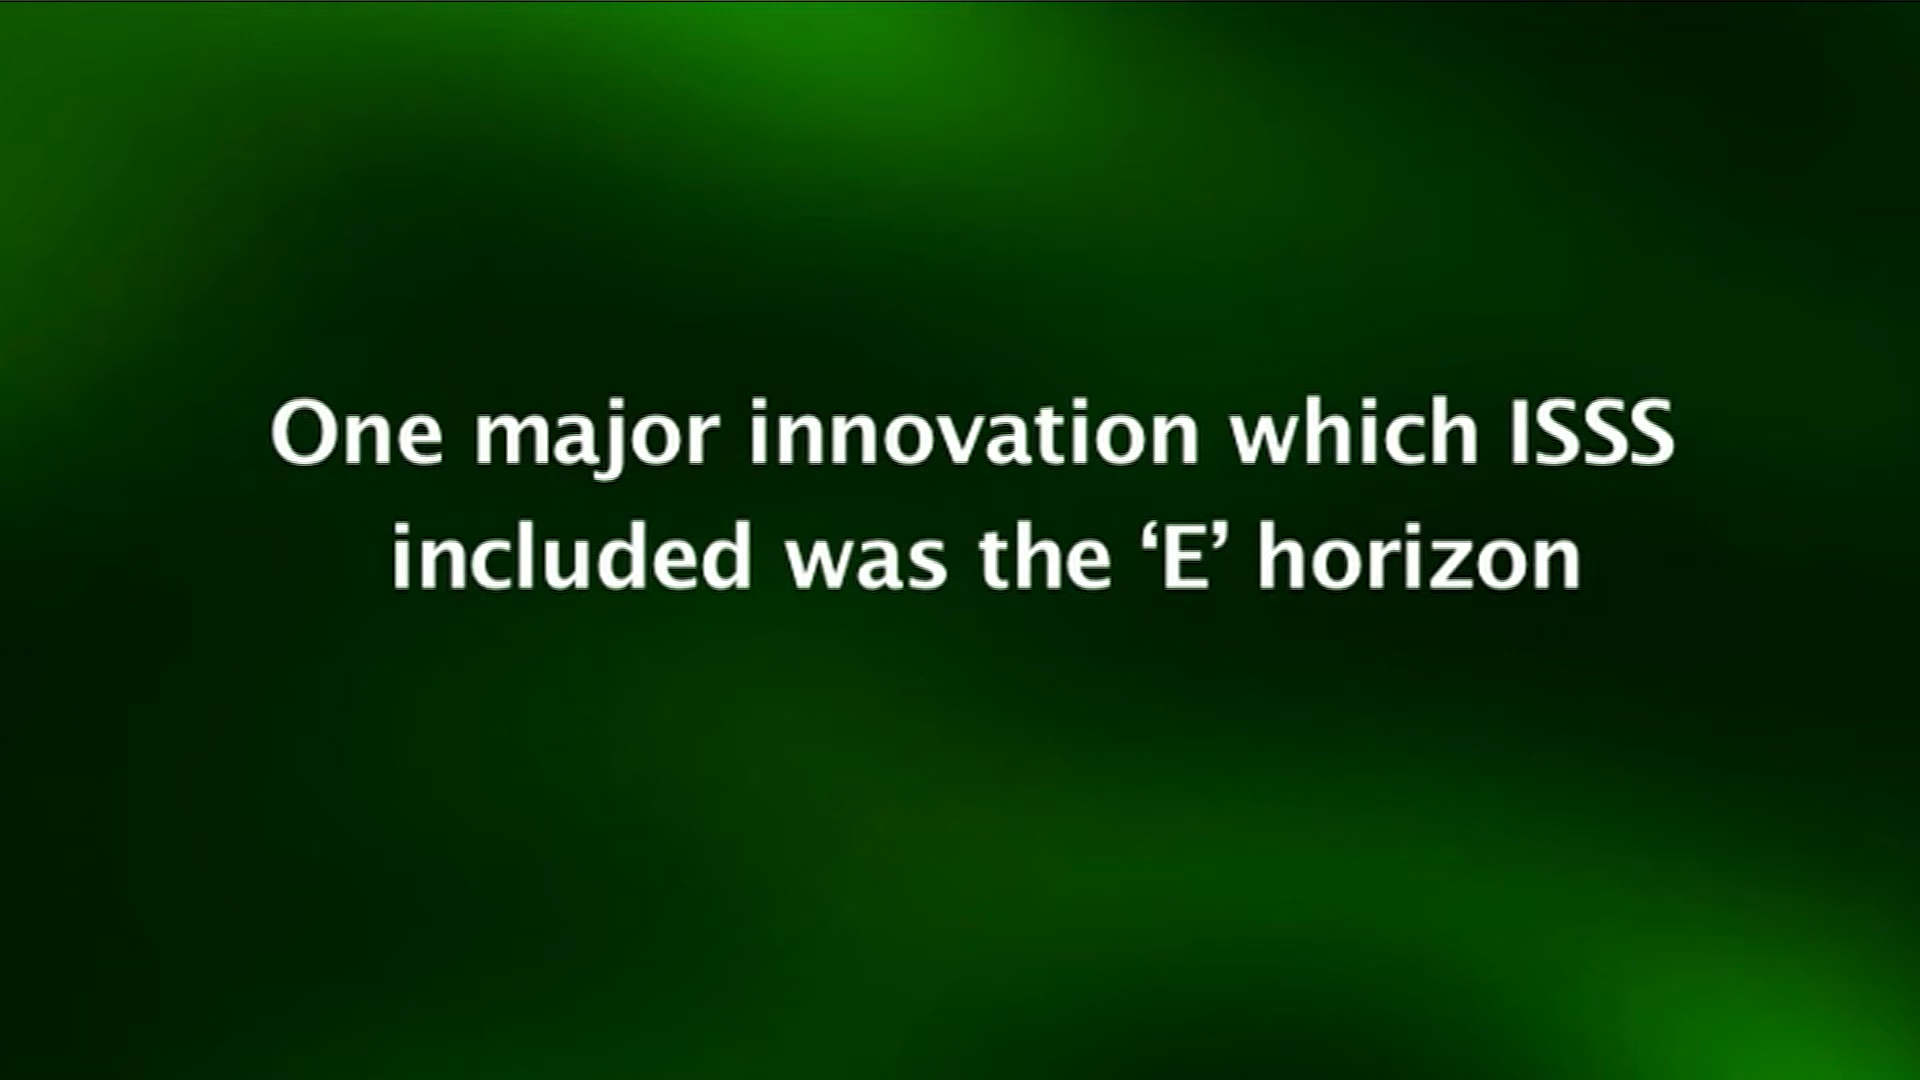 One major innovation which ISSS
included was the ‘E’ horizon